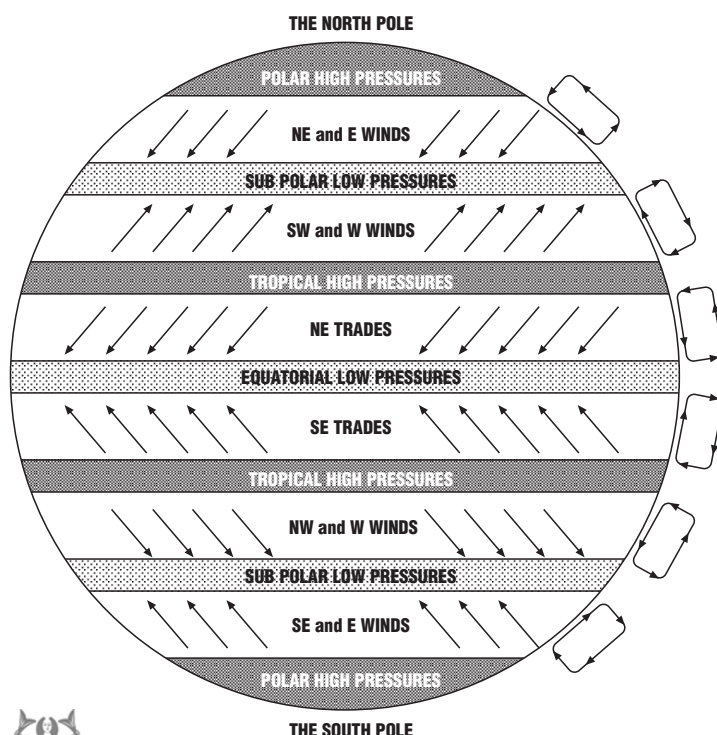 THE NORTH POLE
POLAR HIGH PRESSURES
NE and E WINDS
SUB POLAR LOW PRESSURES
SW and W WINDS
TROPICAL HIGH PRESSURES
NE TRADES
EQUATORIAL LOW PRESSURES
SE TRADES
TROPICAL HIGH PRESSURES
NW and W WINDS
SUB POLAR LOW PRESSURES
SE and E WINDS
POLAR HIGH PRESSURES
THE SOUTH POLE